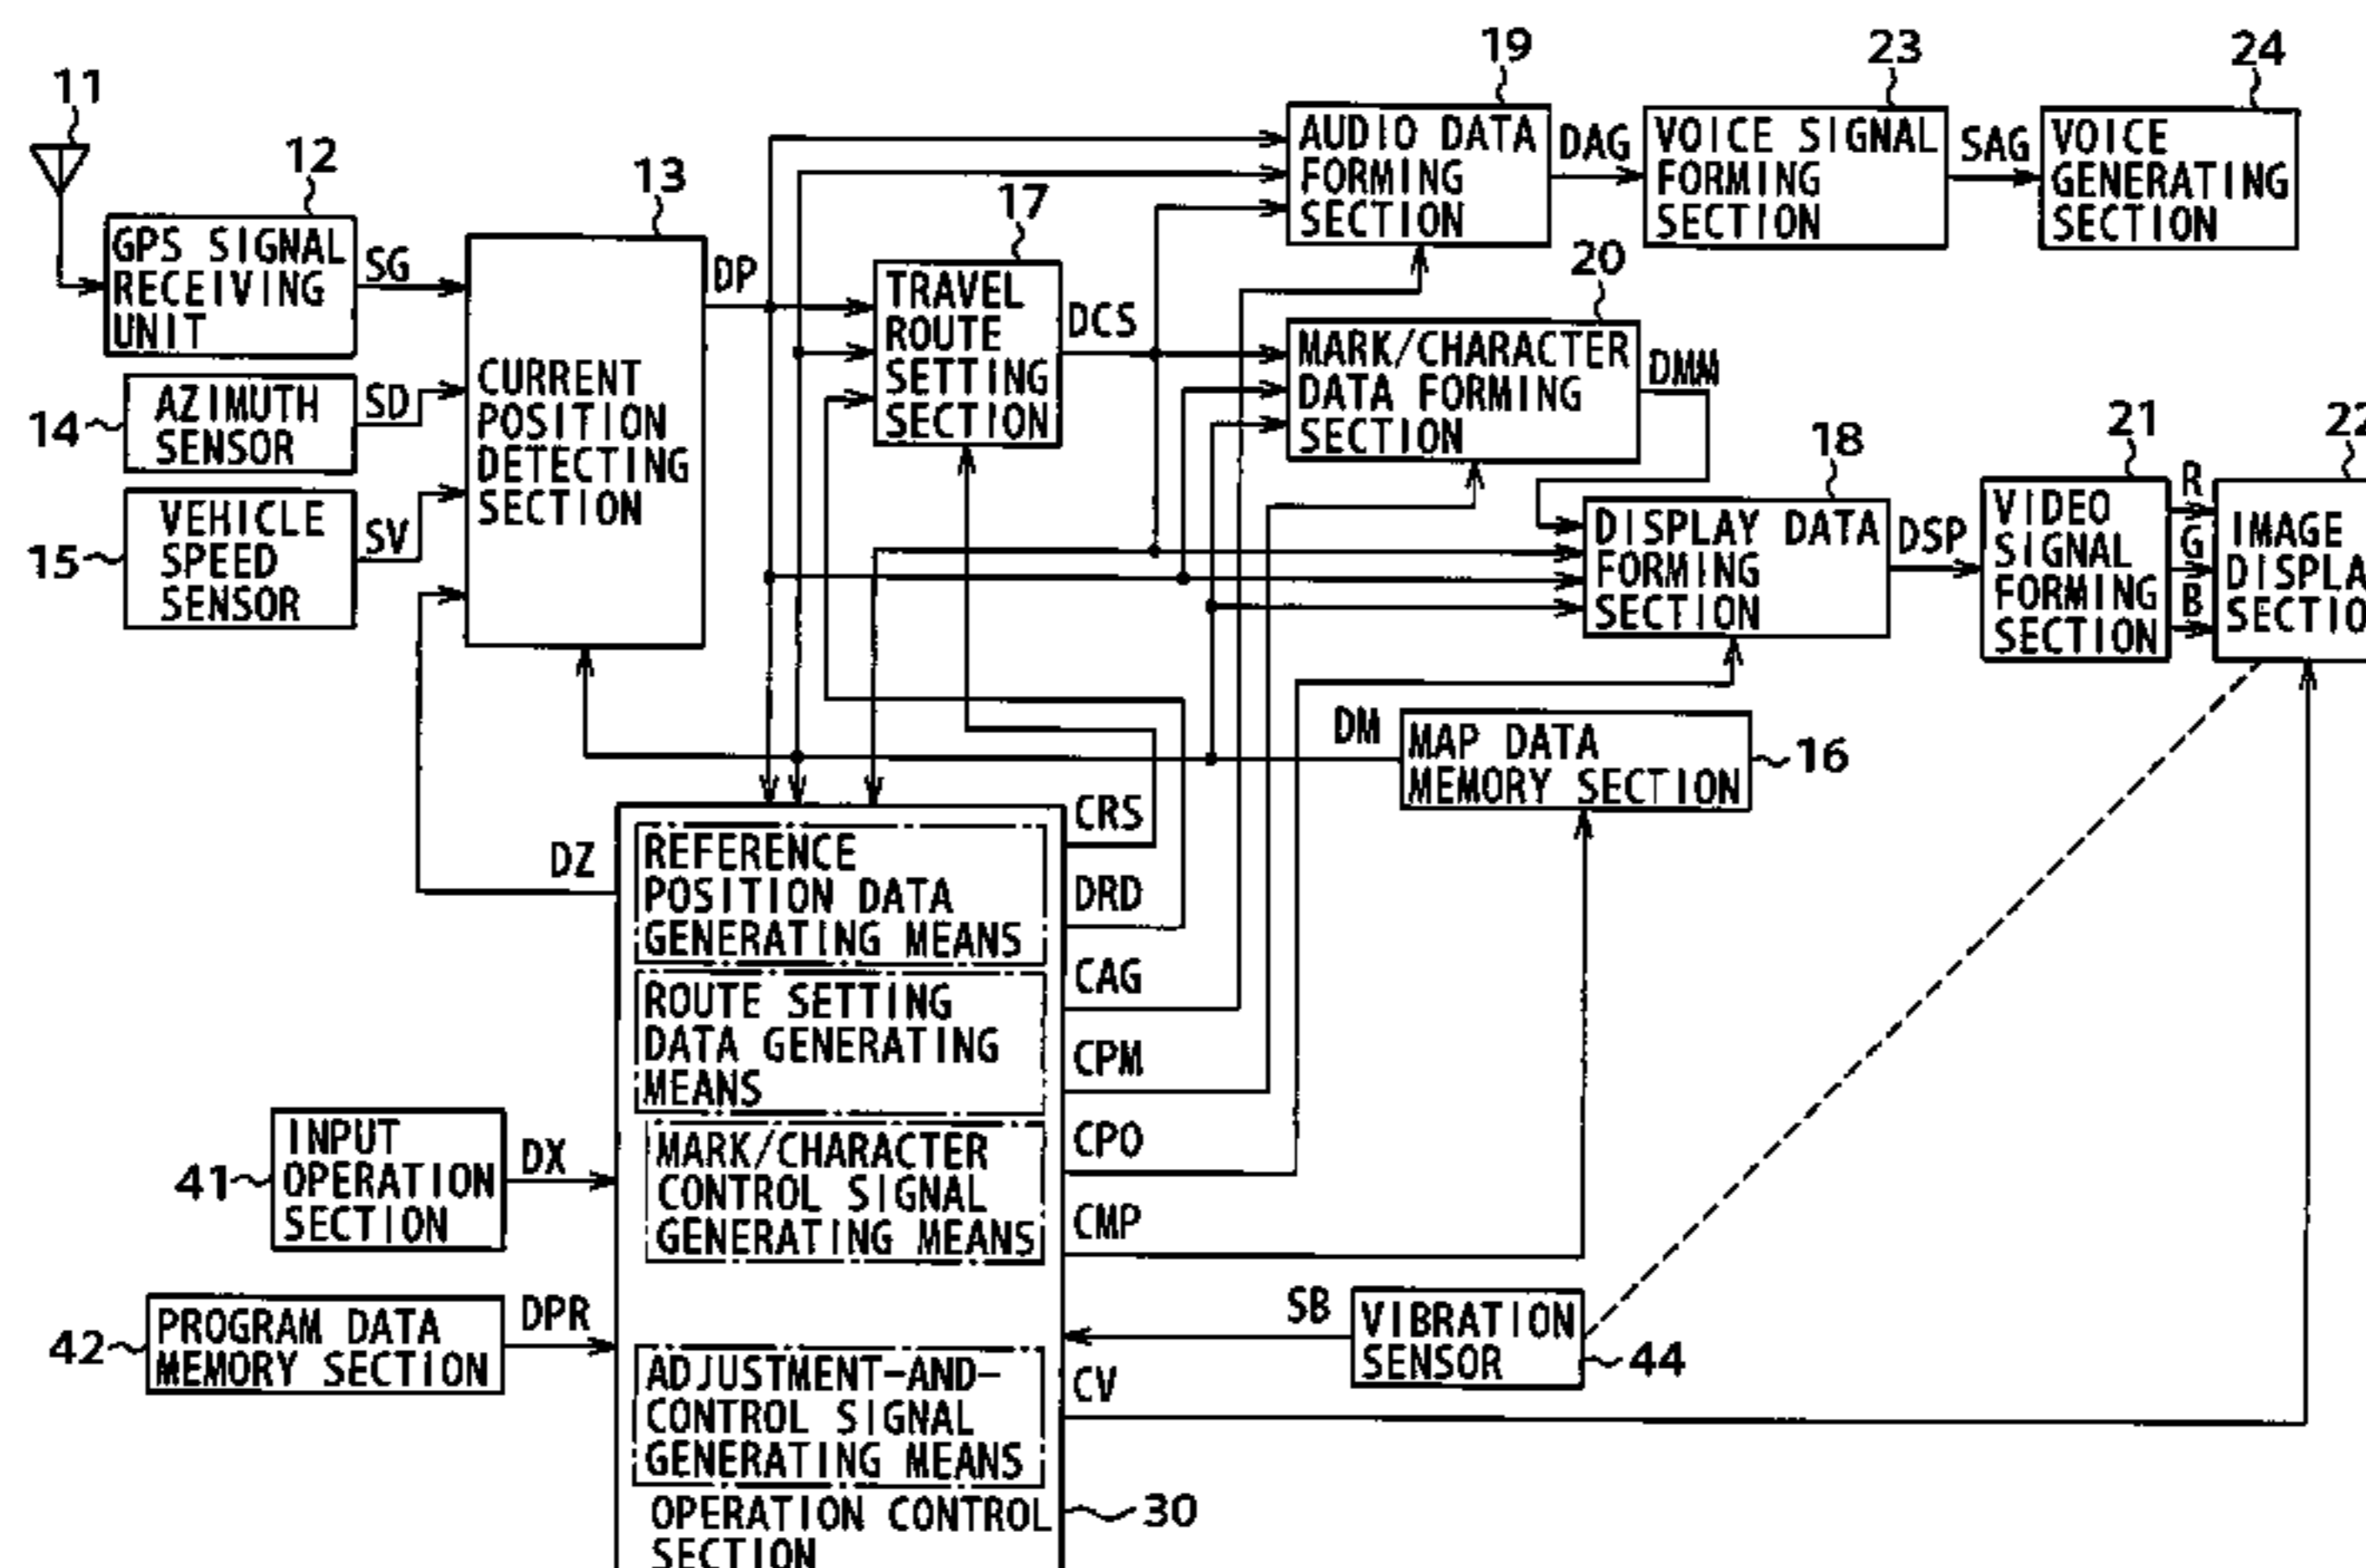 11
12
GPS SIGNAL
RECEIVING
UNIT
SG
14
AZIMUTH
SENSOR
SD
15
VEHICLE
SPEED
SENSOR
SV
13
CURRENT
POSITION
DETECTING
SECTION
DP
17
TRAVEL
ROUTE
SETTING
SECTION
DCS
19
AUDIO DATA
FORMING
SECTION
DAG
23
VOICE SIGNAL
FORMING
SECTION
SAG
24
VOICE
GENERATING
SECTION
20
MARK/CHARACTER
DATA FORMING
SECTION
DMM
18
DISPLAY DATA
FORMING
SECTION
DSP
21
VIDEO
SIGNAL
FORMING
SECTION
R
G
B
22
IMAGE
DISPLA
SECTIO
DM
MAP DATA
MEMORY SECTION
16
DZ
REFERENCE
POSITION DATA
GENERATING MEANS
ROUTE SETTING
DATA GENERATING
MEANS
MARK/CHARACTER
CONTROL SIGNAL
GENERATING MEANS
ADJUSTMENT-AND-
CONTROL SIGNAL
GENERATING MEANS
OPERATION CONTROL
SECTION
30
CRS
DRD
CAG
CPM
CPO
CMP
SB
CV
41
INPUT
OPERATION
SECTION
DX
42
PROGRAM DATA
MEMORY SECTION
DPR
VIBRATION
SENSOR
44